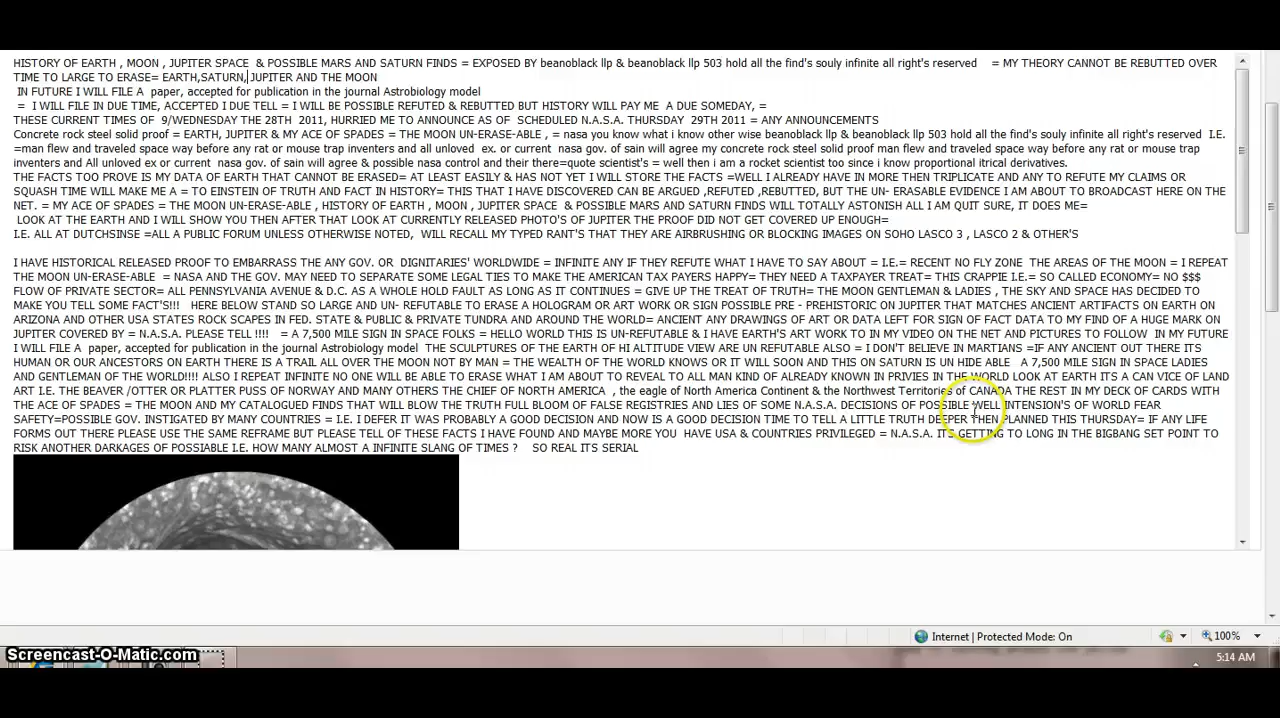 HISTORY OF EARTH , MOON , JUPITER SPACE  & POSSIBLE MARS AND SATURN FINDS = EXPOSED BY beanoblack llp & beanoblack llp 503 hold all the find's souly infinite all right's reserved    = MY THEORY CANNOT BE REBUTTED OVER
TIME TO LARGE TO ERASE= EARTH,SATURN,JUPITER AND THE MOON
IN FUTURE I WILL FILE A  paper, accepted for publication in the journal Astrobiology model
=  I WILL FILE IN DUE TIME, ACCEPTED I DUE TELL = I WILL BE POSSIBLE REFUTED & REBUTTED BUT HISTORY WILL PAY ME  A DUE SOMEDAY, =
THESE CURRENT TIMES OF  9/WEDNESDAY THE 28TH  2011, HURRIED ME TO ANNOUNCE AS OF  SCHEDULED N.A.S.A. THURSDAY  29TH 2011 = ANY ANNOUNCEMENTS
Concrete rock steel solid proof = EARTH, JUPITER & MY ACE OF SPADES = THE MOON UN-ERASE-ABLE , = nasa you know what i know other wise beanoblack llp & beanoblack llp 503 hold all the find's souly infinite all right's reserved  I.E.
=man flew and traveled space way before any rat or mouse trap inventers and all unloved  ex. or current  nasa gov. of sain will agree my concrete rock steel solid proof man flew and traveled space way before any rat or mouse trap
inventers and All unloved ex or current  nasa gov. of sain will agree & possible nasa control and their there=quote scientist's = well then i am a rocket scientist too since i know proportional itrical derivatives.
THE FACTS TOO PROVE IS MY DATA OF EARTH THAT CANNOT BE ERASED= AT LEAST EASILY & HAS NOT YET I WILL STORE THE FACTS =WELL I ALREADY HAVE IN MORE THEN TRIPLICATE AND ANY TO REFUTE MY CLAIMS OR
SQUASH TIME WILL MAKE ME A = TO EINSTEIN OF TRUTH AND FACT IN HISTORY= THIS THAT I HAVE DISCOVERED CAN BE ARGUED ,REFUTED ,REBUTTED, BUT THE UN- ERASABLE EVIDENCE I AM ABOUT TO BROADCAST HERE ON THE
NET. = MY ACE OF SPADES = THE MOON UN-ERASE-ABLE , HISTORY OF EARTH , MOON , JUPITER SPACE  & POSSIBLE MARS AND SATURN FINDS WILL TOTALLY ASTONISH ALL I AM QUIT SURE, IT DOES ME=
LOOK AT THE EARTH AND I WILL SHOW YOU THEN AFTER THAT LOOK AT CURRENTLY RELEASED PHOTO'S OF JUPITER THE PROOF DID NOT GET COVERED UP ENOUGH=
I.E. ALL AT DUTCHSINSE =ALL A PUBLIC FORUM UNLESS OTHERWISE NOTED,  WILL RECALL MY TYPED RANT'S THAT THEY ARE AIRBRUSHING OR BLOCKING IMAGES ON SOHO LASCO 3 , LASCO 2 & OTHER'S
I HAVE HISTORICAL RELEASED PROOF TO EMBARRASS THE ANY GOV. OR  DIGNITARIES' WORLDWIDE = INFINITE ANY IF THEY REFUTE WHAT I HAVE TO SAY ABOUT = I.E.= RECENT NO FLY ZONE  THE AREAS OF THE MOON = I REPEAT
THE MOON UN-ERASE-ABLE  = NASA AND THE GOV. MAY NEED TO SEPARATE SOME LEGAL TIES TO MAKE THE AMERICAN TAX PAYERS HAPPY= THEY NEED A TAXPAYER TREAT= THIS CRAPPIE I.E.= SO CALLED ECONOMY= NO $$$
FLOW OF PRIVATE SECTOR= ALL PENNSYLVANIA AVENUE & D.C. AS A WHOLE HOLD FAULT AS LONG AS IT CONTINUES = GIVE UP THE TREAT OF TRUTH= THE MOON GENTLEMAN & LADIES , THE SKY AND SPACE HAS DECIDED TO
MAKE YOU TELL SOME FACT'S!!!   HERE BELOW STAND SO LARGE AND UN- REFUTABLE TO ERASE A HOLOGRAM OR ART WORK OR SIGN POSSIBLE PRE - PREHISTORIC ON JUPITER THAT MATCHES ANCIENT ARTIFACTS ON EARTH ON
ARIZONA AND OTHER USA STATES ROCK SCAPES IN FED. STATE & PUBLIC & PRIVATE TUNDRA AND AROUND THE WORLD= ANCIENT ANY DRAWINGS OF ART OR DATA LEFT FOR SIGN OF FACT DATA TO MY FIND OF A HUGE MARK ON
JUPITER COVERED BY = N.A.S.A. PLEASE TELL !!!!   = A 7,500 MILE SIGN IN SPACE FOLKS = HELLO WORLD THIS IS UN-REFUTABLE & I HAVE EARTH'S ART WORK TO IN MY VIDEO ON THE NET AND PICTURES TO FOLLOW  IN MY FUTURE
I WILL FILE A  paper, accepted for publication in the journal Astrobiology model  THE SCULPTURES OF THE EARTH OF HI ALTITUDE VIEW ARE UN REFUTABLE ALSO = I DON'T BELIEVE IN MARTIANS =IF ANY ANCIENT OUT THERE ITS
HUMAN OR OUR ANCESTORS ON EARTH THERE IS A TRAIL ALL OVER THE MOON NOT BY MAN = THE WEALTH OF THE WORLD KNOWS OR IT WILL SOON AND THIS ON SATURN IS UN HIDE ABLE   A 7,500 MILE SIGN IN SPACE LADIES
AND GENTLEMAN OF THE WORLD!!!! ALSO I REPEAT INFINITE NO ONE WILL BE ABLE TO ERASE WHAT I AM ABOUT TO REVEAL TO ALL MAN KIND OF ALREADY KNOWN IN PRIVIES IN THE WORLD LOOK AT EARTH ITS A CAN VICE OF LAND
ART I.E. THE BEAVER /OTTER OR PLATTER PUSS OF NORWAY AND MANY OTHERS THE CHIEF OF NORTH AMERICA  , the eagle of North America Continent & the Northwest Territories of CANADA THE REST IN MY DECK OF CARDS WITH
THE ACE OF SPADES = THE MOON AND MY CATALOGUED FINDS THAT WILL BLOW THE TRUTH FULL BLOOM OF FALSE REGISTRIES AND LIES OF SOME N.A.S.A. DECISIONS OF POSSIBLE WELL INTENSION'S OF WORLD FEAR
SAFETY=POSSIBLE GOV. INSTIGATED BY MANY COUNTRIES = I.E. I DEFER IT WAS PROBABLY A GOOD DECISION AND NOW IS A GOOD DECISION TIME TO TELL A LITTLE TRUTH DEEPER THEN PLANNED THIS THURSDAY= IF ANY LIFE
FORMS OUT THERE PLEASE USE THE SAME REFRAME BUT PLEASE TELL OF THESE FACTS I HAVE FOUND AND MAYBE MORE YOU  HAVE USA & COUNTRIES PRIVILEGED = N.A.S.A. ITS GETTING TO LONG IN THE BIGBANG SET POINT TO
RISK ANOTHER DARKAGES OF POSSIABLE I.E. HOW MANY ALMOST A INFINITE SLANG OF TIMES ?    SO REAL ITS SERIAL
Internet | Protected Mode: On
100%
Screencast-O-Matic.com
5:14 AM